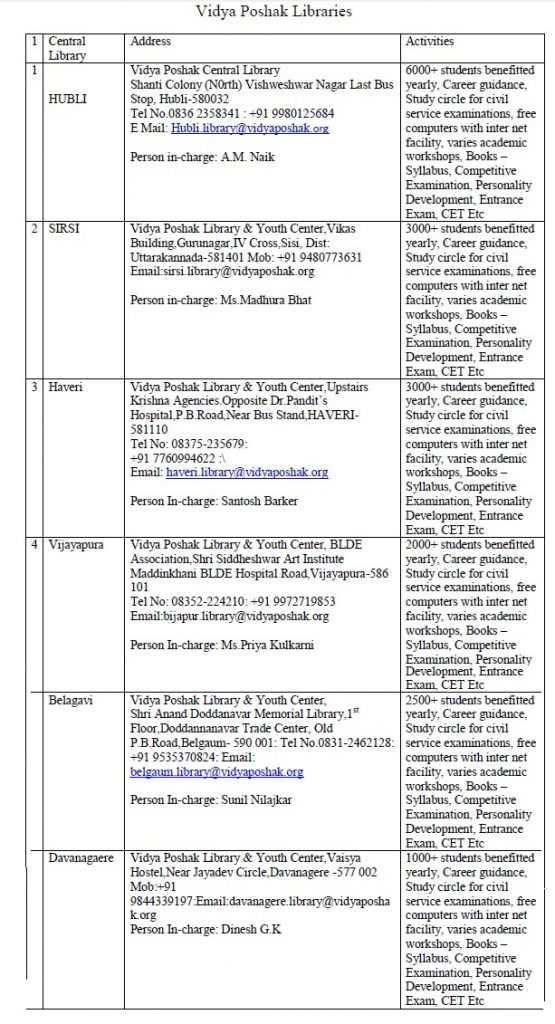 Vidya Poshak Libraries
1 Central Library Address Activities
1 HUBLI
Vidya Poshak Central Library
Shanti Colony (N0rth) Vishweshwar Nagar Last Bus
Stop, Hubli-580032
Tel No.0836 2358341 : +91 9980125684
E Mail: Hubli.library@vidyaposhak.org
Person in-charge: A.M. Naik
6000+ students benefitted
yearly, Career guidance,
Study circle for civil
service examinations, free
computers with inter net
facility, varies academic
workshops, Books –
Syllabus, Competitive
Examination, Personality
Development, Entrance
Exam, CET Etc
2 SIRSI
Vidya Poshak Library & Youth Center,Vikas
Building,Gurunagar,IV Cross,Sisi, Dist:
Uttarakannada-581401 Mob: +91 9480773631
Email:sirsi.library@vidyaposhak.org
Person in-charge: Ms.Madhura Bhat
3000+ students benefitted
yearly, Career guidance,
Study circle for civil
service examinations, free
computers with inter net
facility, varies academic
workshops, Books –
Syllabus, Competitive
Examination, Personality
Development, Entrance
Exam, CET Etc
3 Haveri
Vidya Poshak Library & Youth Center,Upstairs
Krishna Agencies.Opposite Dr.Pandit`s
Hospital,P.B.Road,Near Bus Stand,HAVERI-
581110
Tel No: 08375-235679:
+91 7760994622 :\
Email: haveri.library@vidyaposhak.org
Person In-charge: Santosh Barker
3000+ students benefitted
yearly, Career guidance,
Study circle for civil
service examinations, free
computers with inter net
facility, varies academic
workshops, Books –
Syllabus, Competitive
Examination, Personality
Development, Entrance
Exam, CET Etc
4 Vijayapura
Vidya Poshak Library & Youth Center, BLDE
Association,Shri Siddheshwar Art Institute
Maddinkhani BLDE Hospital Road,Vijayapura-586
101
Tel No: 08352-224210: +91 9972719853
Email:bijapur.library@vidyaposhak.org
Person In-charge: Ms.Priya Kulkarni
2000+ students benefitted
yearly, Career guidance,
Study circle for civil
service examinations, free
computers with inter net
facility, varies academic
workshops, Books –
Syllabus, Competitive
Examination, Personality
Development, Entrance
Exam, CET Etc
Belagavi
Vidya Poshak Library & Youth Center,
Shri Anand Doddanavar Memorial Library,1st
Floor,Doddannanavar Trade Center, Old
P.B.Road,Belgaum- 590 001: Tel No.0831-2462128:
+91 9535370824: Email:
belgaum.library@vidyaposhak.org
Person In-charge: Sunil Nilajkar
2500+ students benefitted
yearly, Career guidance,
Study circle for civil
service examinations, free
computers with inter net
facility, varies academic
workshops, Books –
Syllabus, Competitive
Examination, Personality
Development, Entrance
Exam, CET Etc
Davanagaere
Vidya Poshak Library & Youth Center,Vaisya
Hostel,Near Jayadev Circle,Davanagere -577 002
Mob:+91
9844339197:Email:davanagere.library@vidyaposha
k.org
Person In-charge: Dinesh G.K
1000+ students benefitted
yearly, Career guidance,
Study circle for civil
service examinations, free
computers with inter net
facility, varies academic
workshops, Books –
Syllabus, Competitive
Examination, Personality
Development, Entrance
Exam, CET Etc